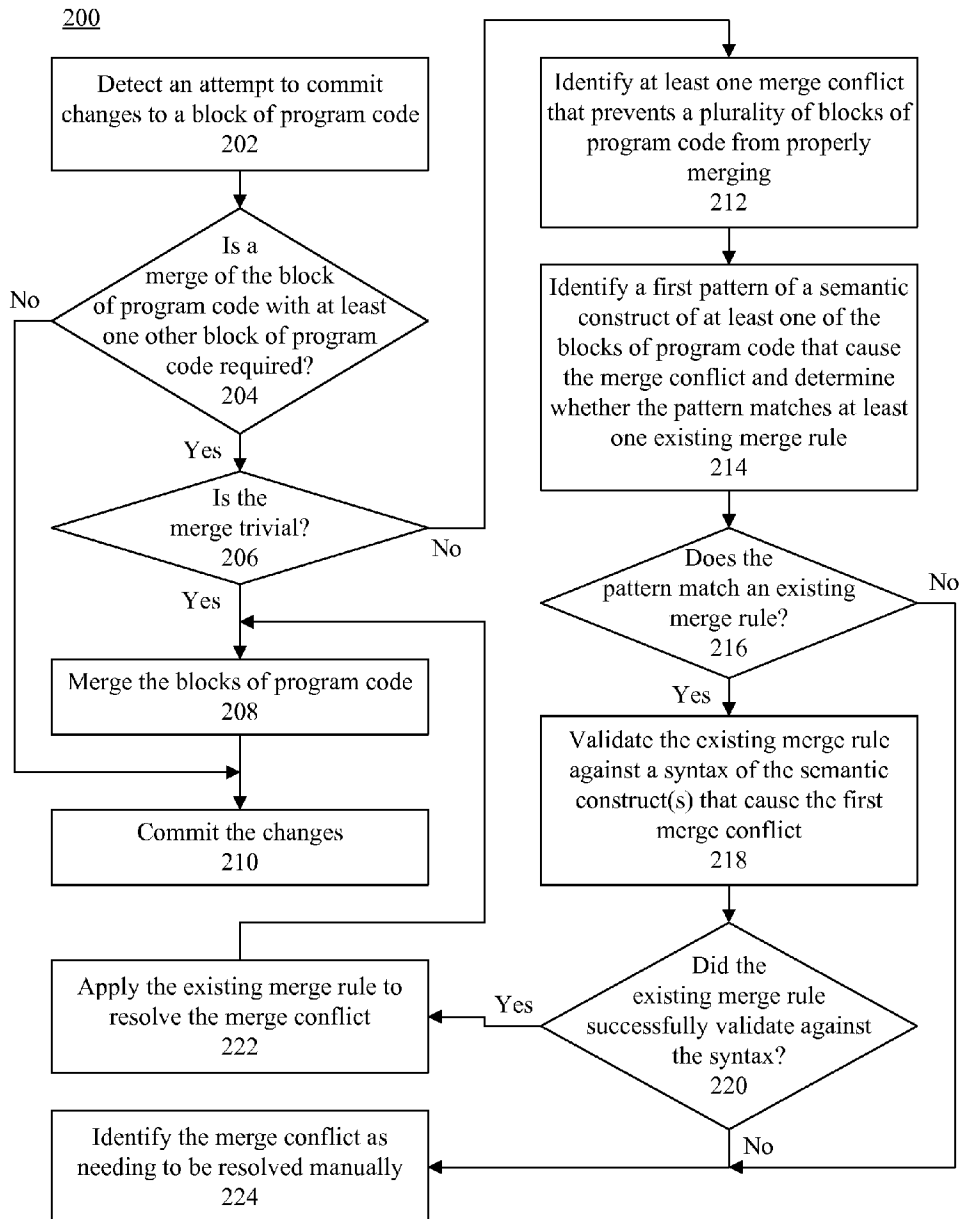 200
Detect an attempt to commit
changes to a block of program code
202
Is a
merge of the block
of program code with at least
one other block of program
code required?
204
No
Yes
Is the
merge trivial?
206
No
Yes
Merge the blocks of program code
208
Commit the changes
210
Identify at least one merge conflict
that prevents a plurality of blocks of
program code from properly
merging
212
Identify a first pattern of a semantic
construct of at least one of the
blocks of program code that cause
the merge conflict and determine
whether the pattern matches at least
one existing merge rule
214
Does the
pattern match an existing
merge rule?
216
No
Yes
Validate the existing merge rule
against a syntax of the semantic
construct(s) that cause the first
merge conflict
218
Did the
existing merge rule
successfully validate against
the syntax?
220
Yes
No
Apply the existing merge rule to
resolve the merge conflict
222
Identify the merge conflict as
needing to be resolved manually
224